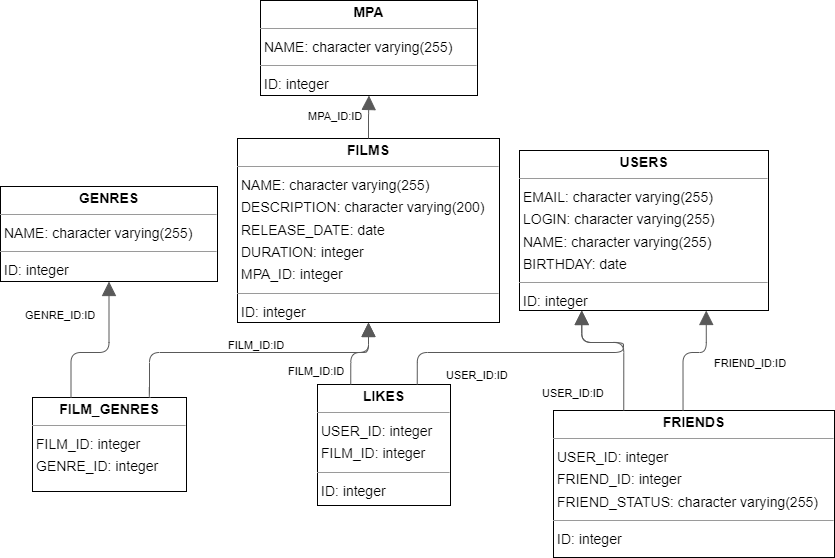 MPA
NAME: character varying(255)
ID: integer
MPA_ID:ID
FILMS
NAME: character varying(255)
DESCRIPTION: character varying(200)
RELEASE_DATE: date
DURATION: integer
MPA_ID: integer
ID: integer
USERS
EMAIL: character varying(255)
LOGIN: character varying(255)
NAME: character varying(255)
BIRTHDAY: date
ID: integer
GENRES
NAME: character varying(255)
ID: integer
GENRE_ID:ID
FILM_ID:ID
FILM_ID:ID
USER_ID:ID
USER_ID:ID
FRIEND_ID:ID
FILM_GENRES
FILM_ID: integer
GENRE_ID: integer
LIKES
USER_ID: integer
FILM_ID: integer
ID: integer
FRIENDS
USER_ID: integer
FRIEND_ID: integer
FRIEND_STATUS: character varying(255)
ID: integer